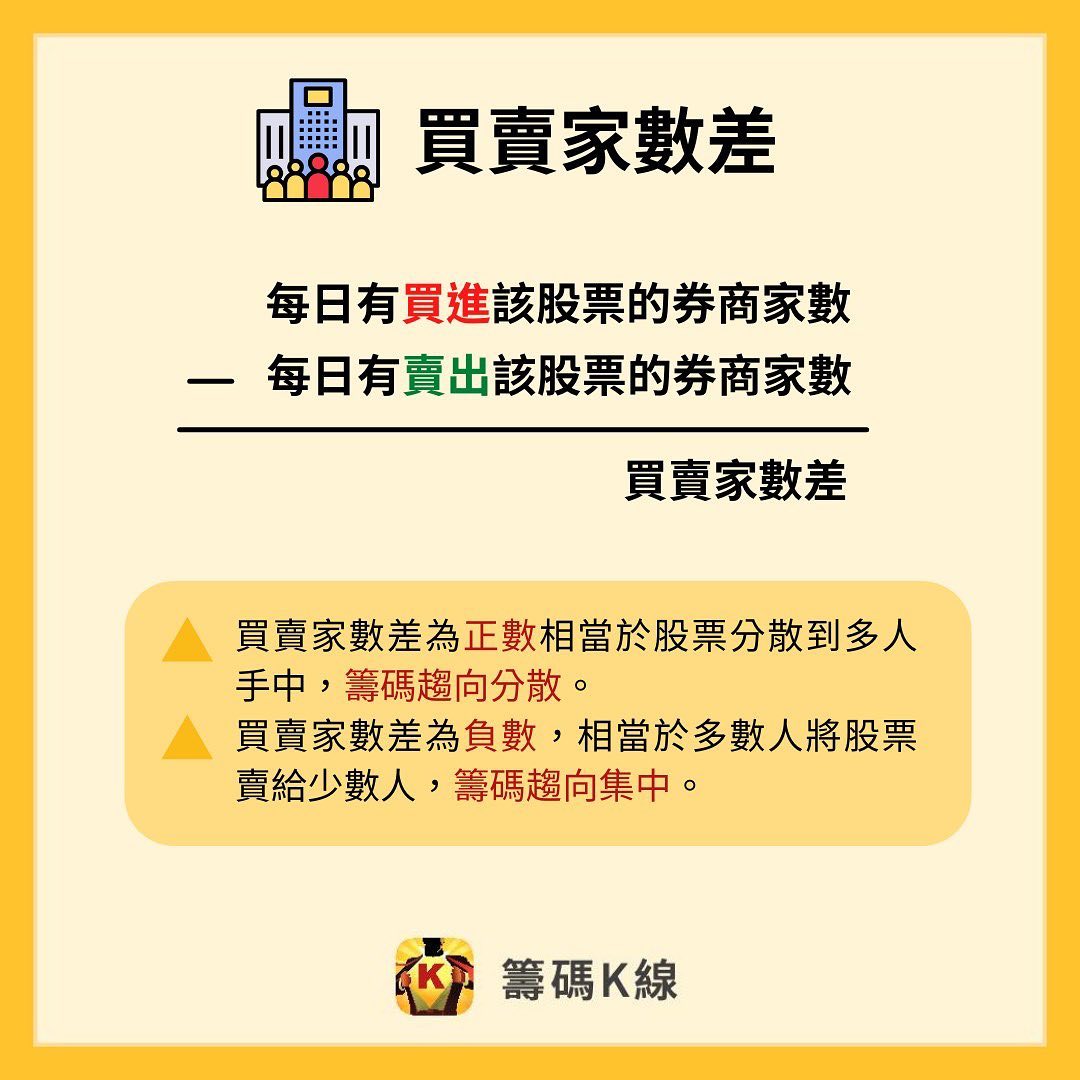 買賣家數差
每日有買進該股票的券商家數
— 每日有賣出該股票的券商家數
買賣家數差
買賣家數差為正數相當於股票分散到多人
手中，籌碼趨向分散。
買賣家數差為負數，相當於多數人將股票
賣給少數人，籌碼趨向集中。
K
籌碼K線